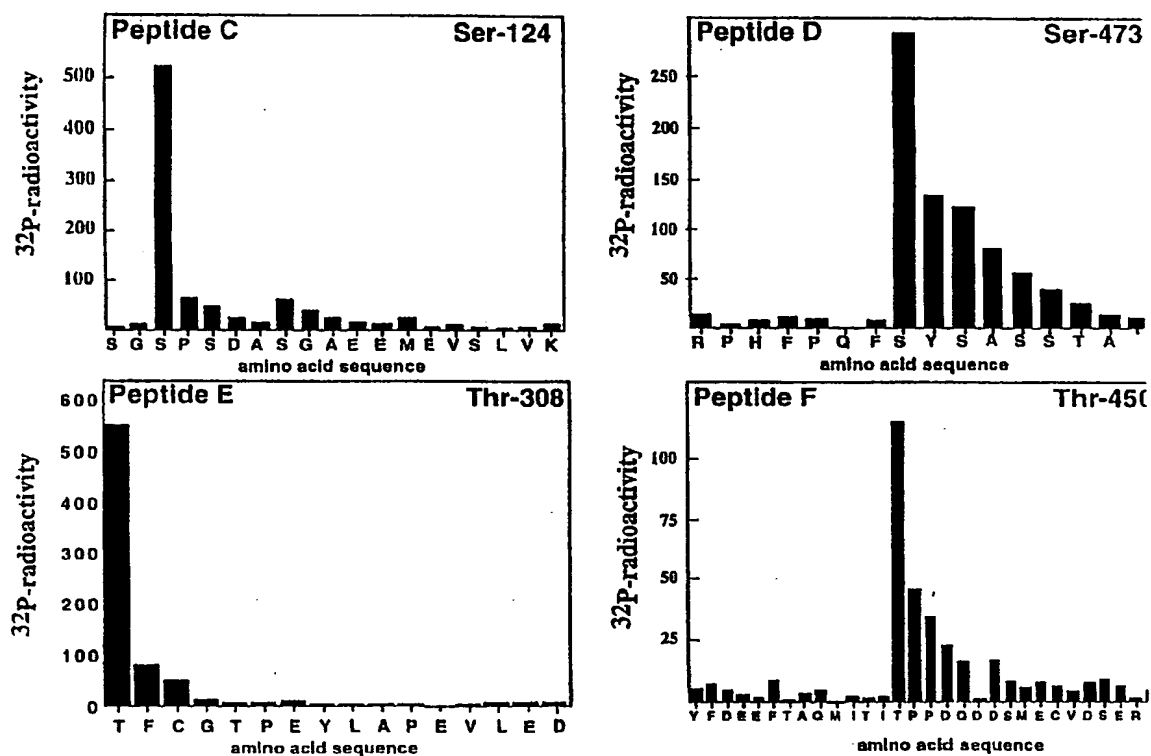 Peptide C Ser-124
32P-radioactivity
500
400
300
200
100
S G S P S D A S G A E E M E V S L V K
amino acid sequence
Peptide D Ser-473
32P-radioactivity
250
200
150
100
50
R P H F P Q F S Y S A S S T A
amino acid sequence
Peptide E Thr-308
32P-radioactivity
600
500
400
300
200
100
0
T F C G T P E Y L A P E V L E D
amino acid sequence
Peptide F Thr-45
32P-radioactivity
100
75
50
25
Y F D E E F T A Q M I T I T P P D Q D D S M E C V D S E R
amino acid sequence